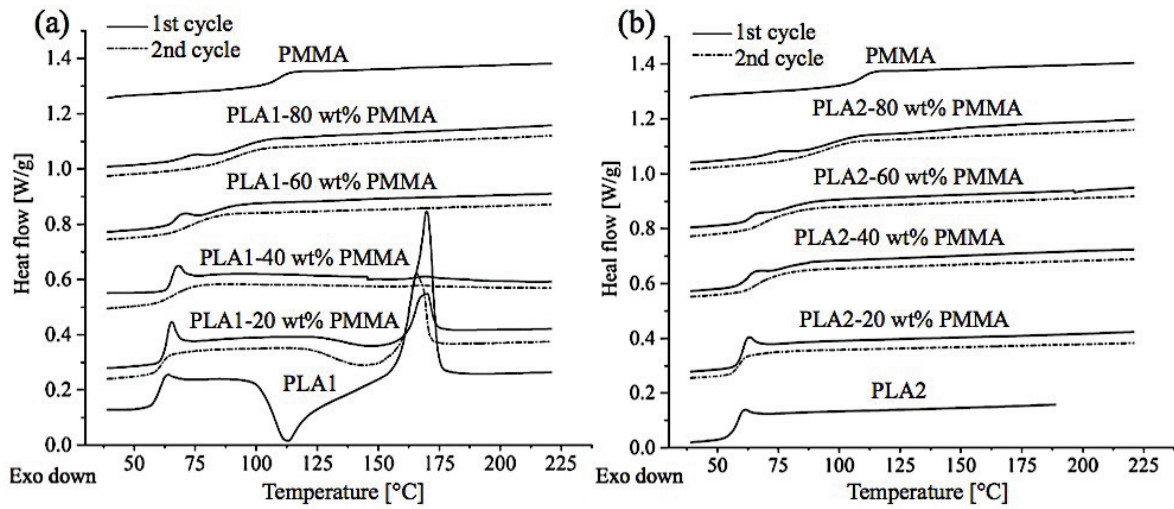 (a)
1st cycle
2nd cycle
PMMA
PLA1-80 wt% PMMA
PLA1-60 wt% PMMA
PLA1-40 wt% PMMA
PLA1-20 wt% PMMA
PLA1
Heat flow [W/g]
1.4
1.2
1.0
0.8
0.6
0.4
0.2
0.0
50 75 100 125 150 175 200 225
Exo down
Temperature [°C]
(b)
1st cycle
2nd cycle
PMMA
PLA2-80 wt% PMMA
PLA2-60 wt% PMMA
PLA2-40 wt% PMMA
PLA2-20 wt% PMMA
PLA2
Heal flow [W/g]
1.4
1.2
1.0
0.8
0.6
0.4
0.2
0.0
50 75 100 125 150 175 200 225
Exo down
Temperature [°C]